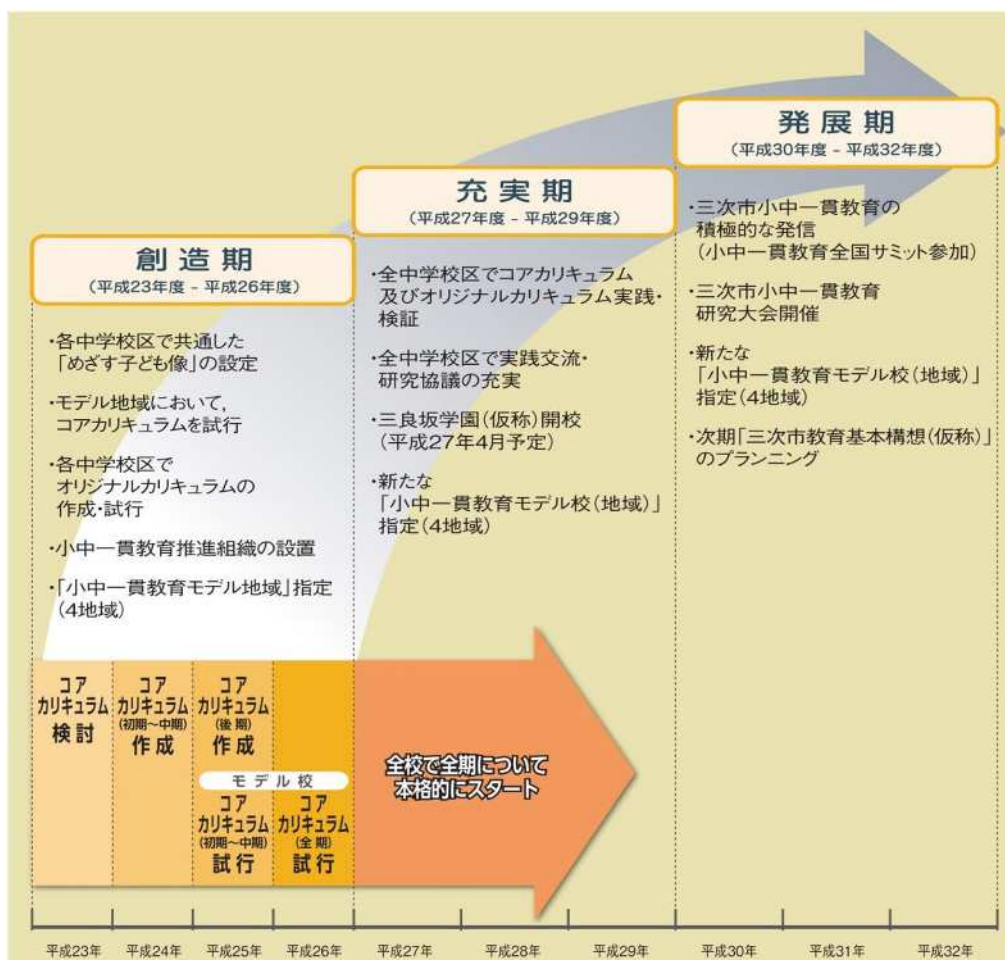 発展期
(平成30年度 - 平成32年度)
・三次市小中一貫教育の
積極的な発信
(小中一貫教育全国サミット参加)
・三次市小中一貫教育
研究大会開催
・新たな
「小中一貫教育モデル校(地域)」
指定(4地域)
・次期「三次市教育基本構想(仮称)」
のプランニング
充実期
(平成27年度 - 平成29年度)
・全中学校区でコアカリキュラム
及びオリジナルカリキュラム実践・
検証
・全中学校区で実践交流・
研究協議の充実
・三良坂学園(仮称)開校
(平成27年4月予定)
・新たな
「小中一貫教育モデル校(地域)」
指定(4地域)
創造期
(平成23年度 - 平成26年度)
・各中学校区で共通した
「めざす子ども像」の設定
・モデル地域において,
コアカリキュラムを試行
・各中学校区で
オリジナルカリキュラムの
作成・試行
・小中一貫教育推進組織の設置
・「小中一貫教育モデル地域」指定
(4地域)
コア
カリキュラム
検討
コア
カリキュラム
(初期〜中期)
作成
コア
カリキュラム
(後期)
作成
モデル校
コア
カリキュラム
(初期〜中期)
試行
コア
カリキュラム
(全期)
試行
全校で全期について
本格的にスタート
平成23年
平成24年
平成25年
平成26年
平成27年
平成28年
平成29年
平成30年
平成31年
平成32年